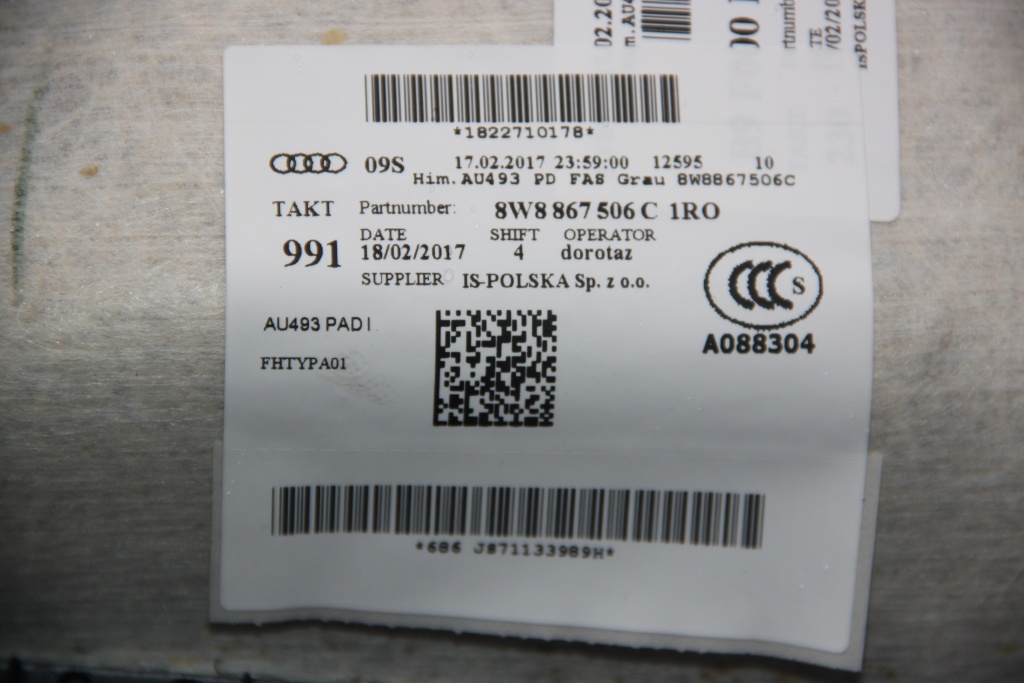 *1822710178*
09S 17.02.2017 23:59:00 12595 10
Him.AU493 PD FAS Grau 8W8867506C
TAKT Partnumber: 8W8 867 506 C 1RO
991
DATE SHIFT OPERATOR
18/02/2017 4 dorotaz
SUPPLIER IS-POLSKA Sp. z o.o.
S
A088304
AU493 PAD I
FHTYPA01
*686 J871133989H*